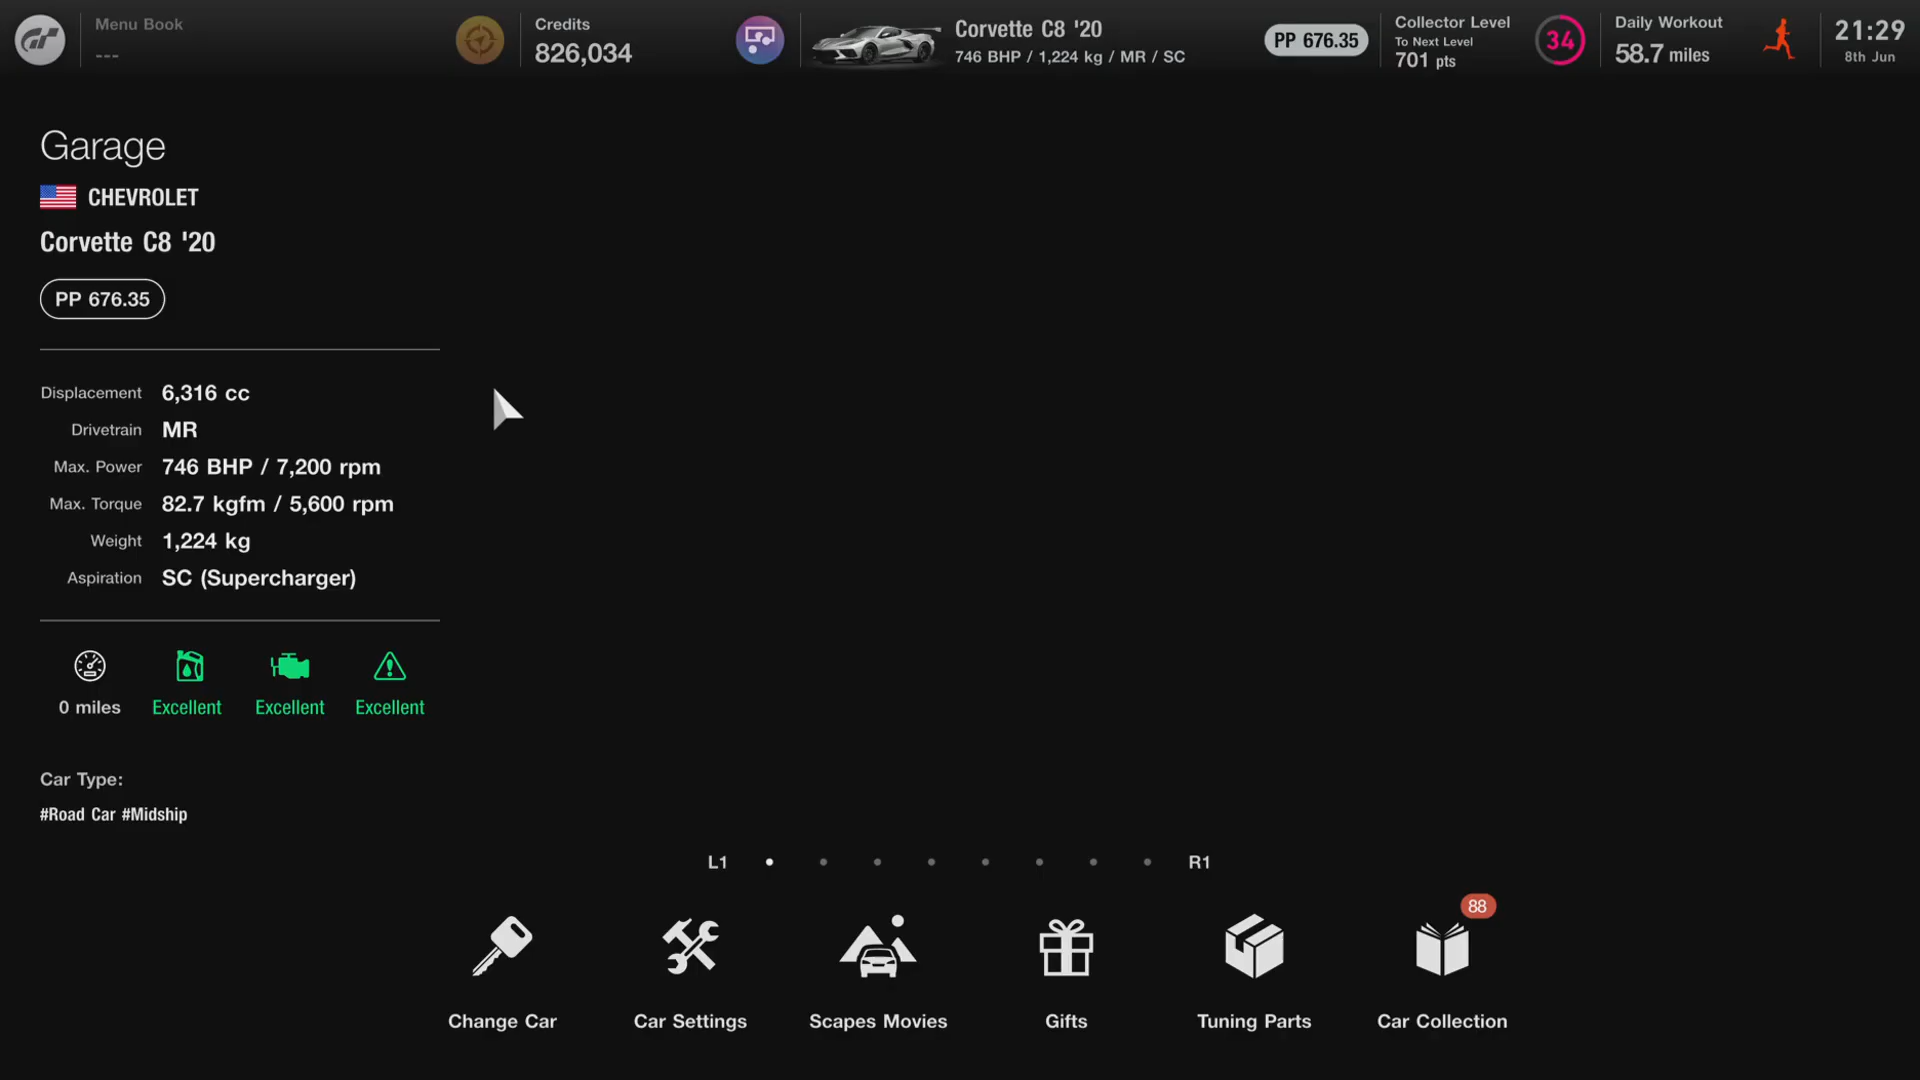 Menu Book
---
Credits
826,034
Corvette C8 '20
746 BHP / 1,224 kg / MR / SC
PP 676.35
Collector Level
To Next Level
701 pts
34
Daily Workout
58.7 miles
21:29
8th Jun
Garage
CHEVROLET
Corvette C8 '20
PP 676.35
Displacement 6,316 cc
Drivetrain MR
Max. Power 746 BHP / 7,200 rpm
Max. Torque 82.7 kgfm / 5,600 rpm
Weight 1,224 kg
Aspiration SC (Supercharger)
0 miles Excellent Excellent Excellent
Car Type:
#Road Car #Midship
L1 R1
88
Change Car Car Settings Scapes Movies Gifts Tuning Parts Car Collection